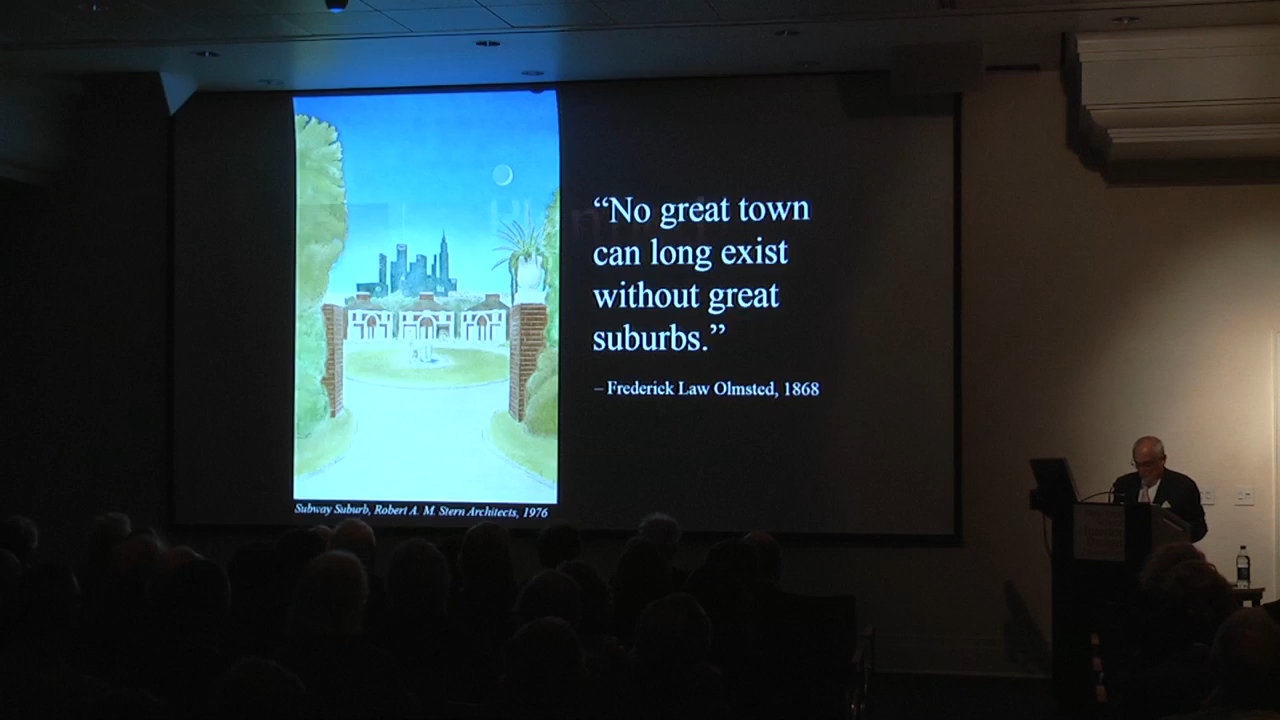 “No great town
can long exist
without great
suburbs.”
– Frederick Law Olmsted, 1868
Subway Suburb, Robert A. M. Stern Architects, 1976